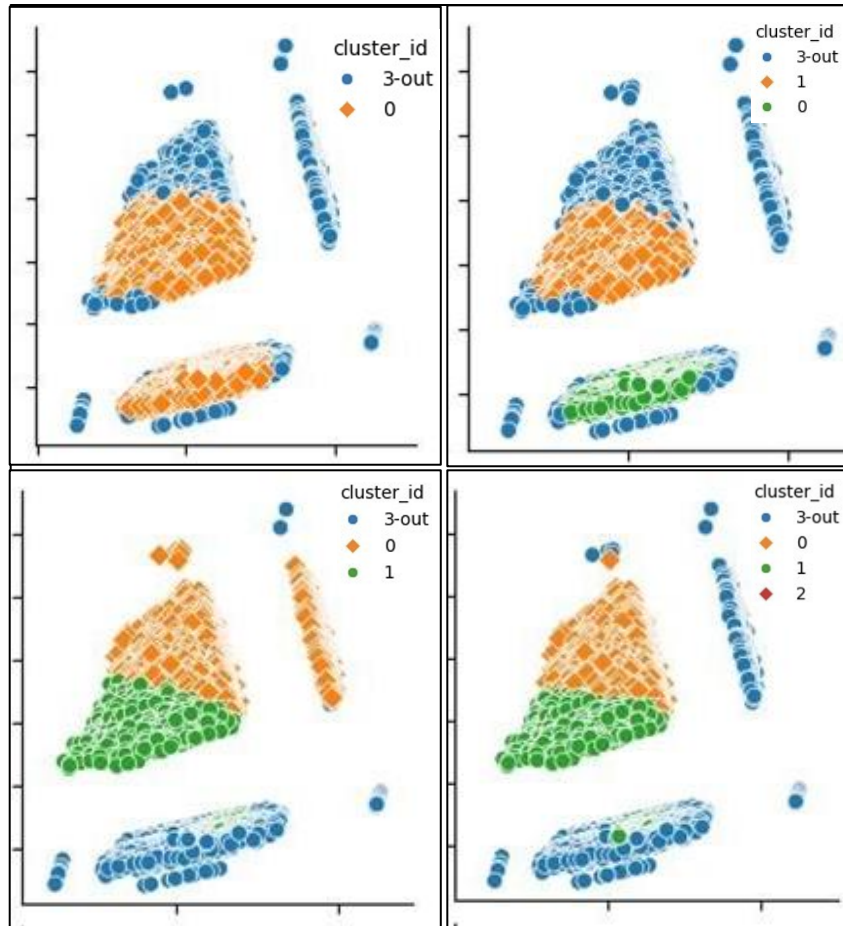 cluster_id
3-out
0
cluster_id
3-out
1
0
cluster_id
3-out
0
1
cluster_id
3-out
0
1
2